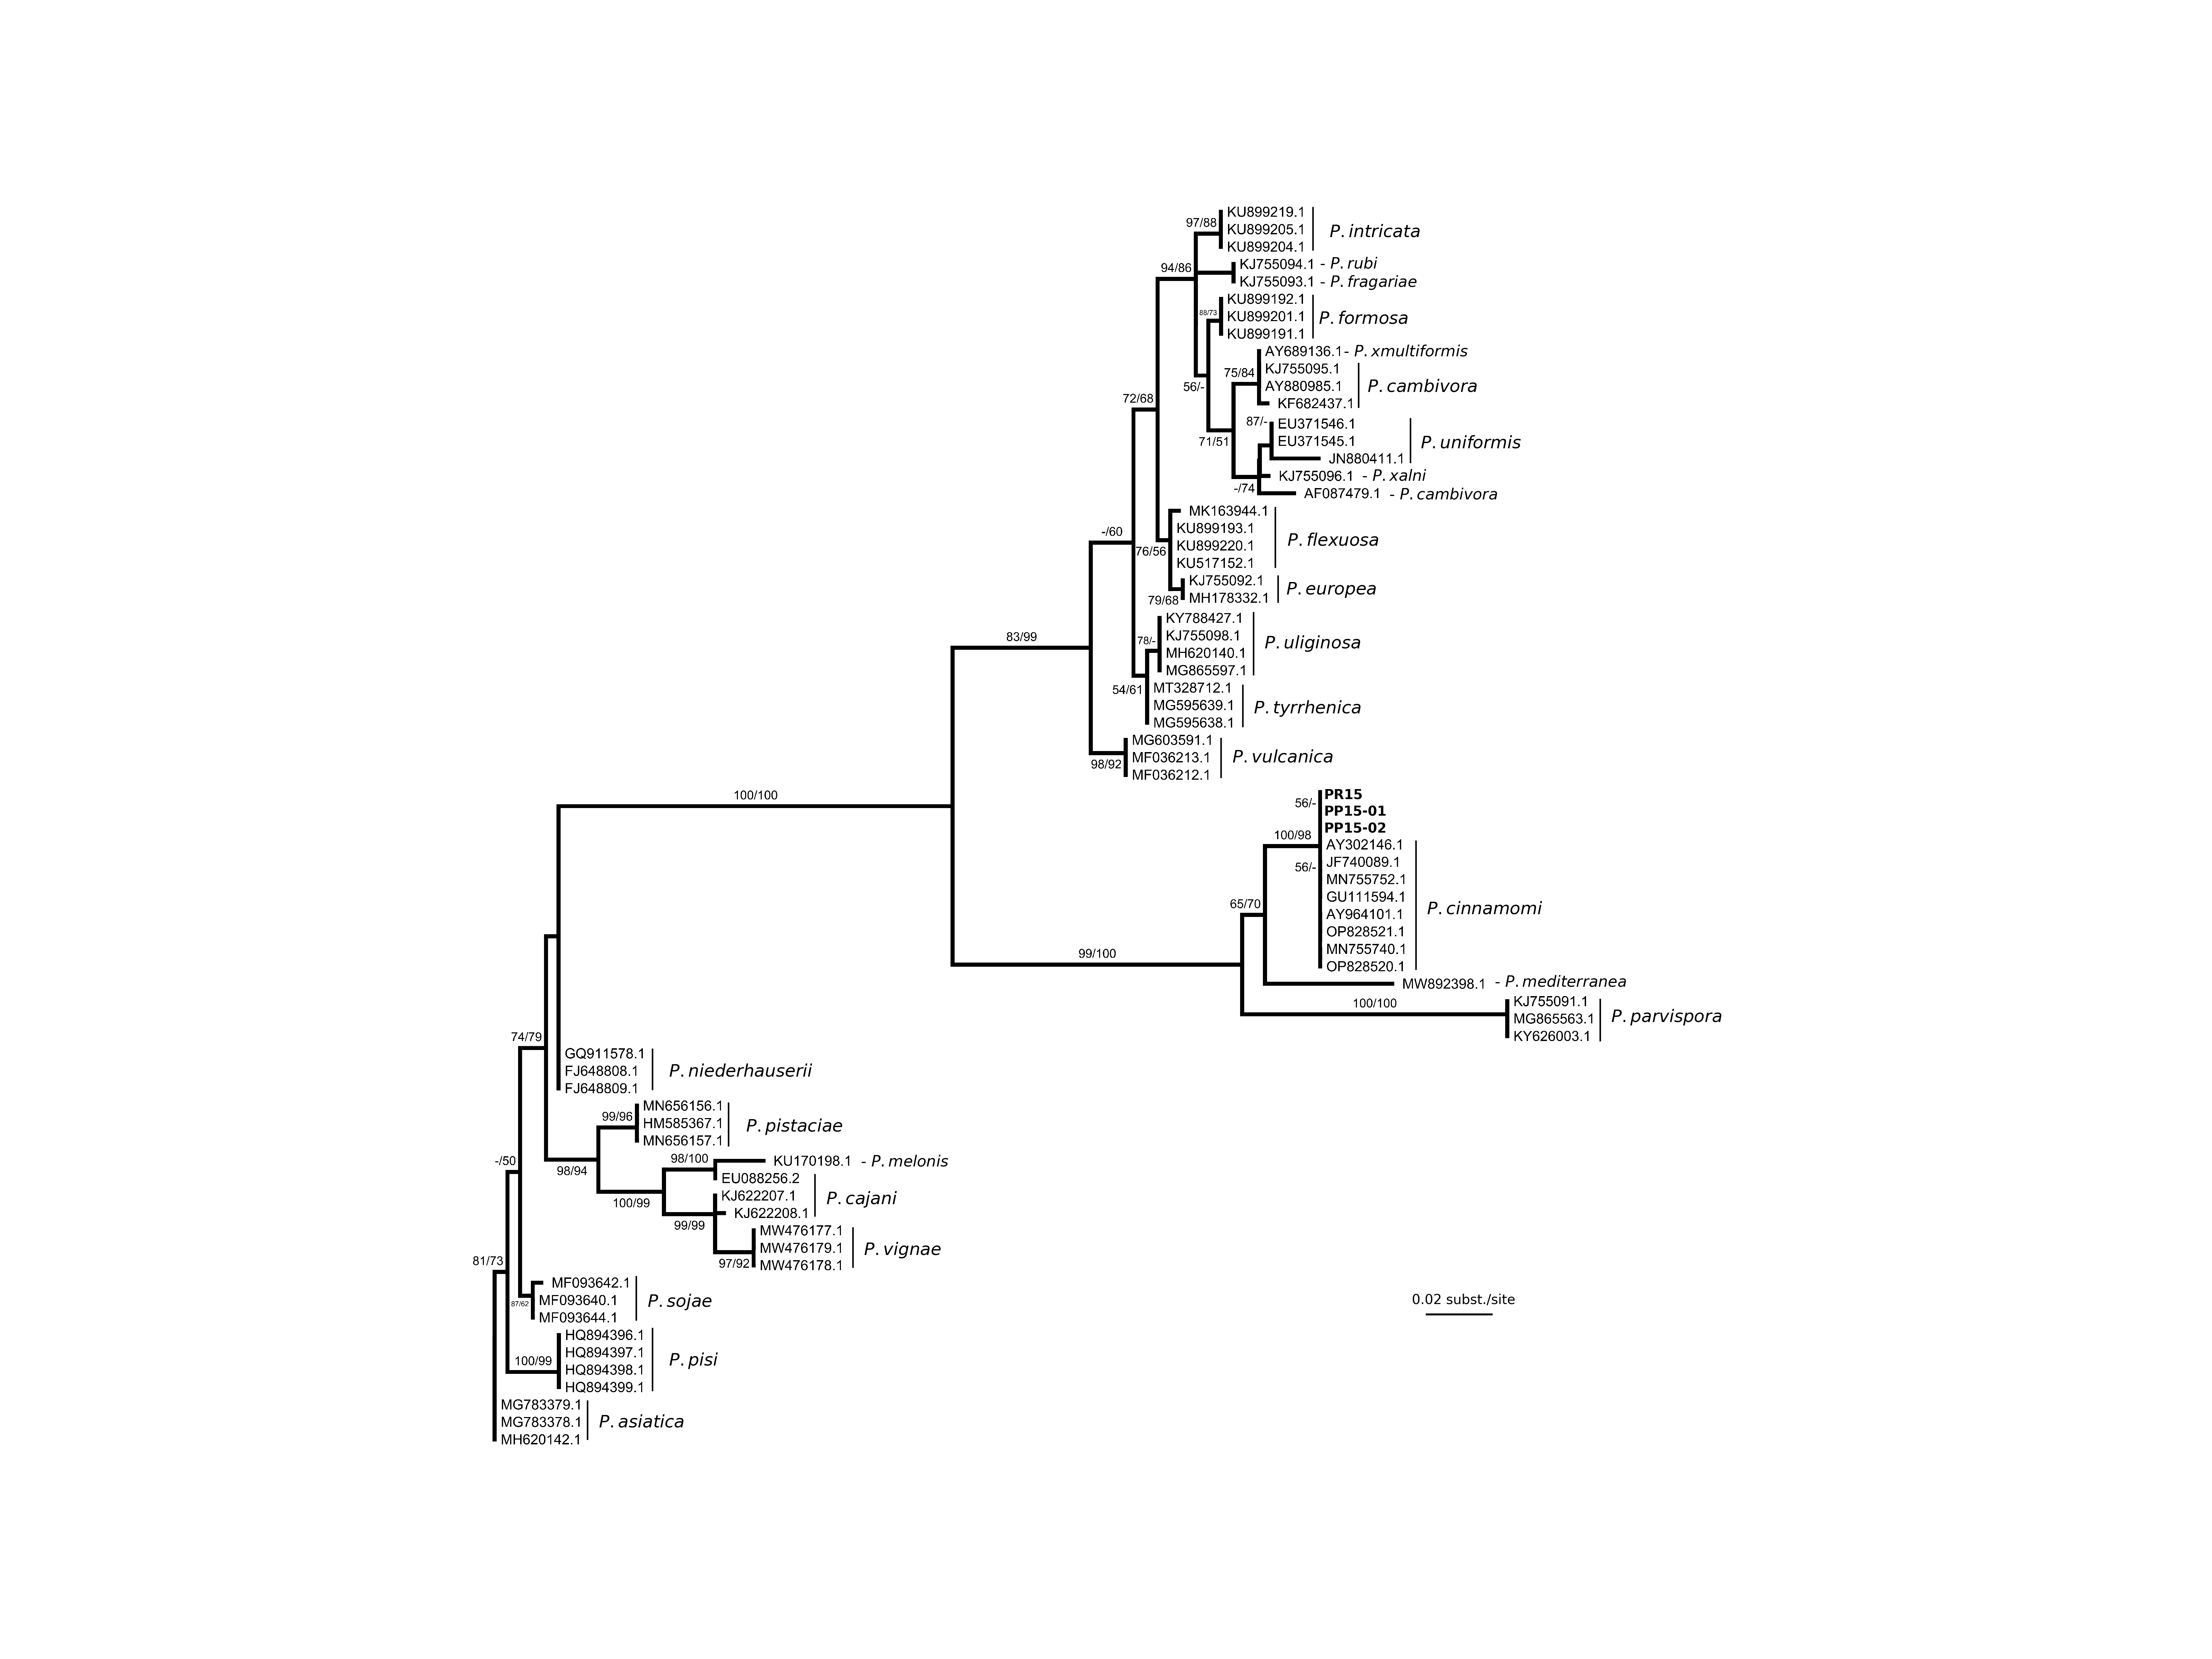 97/88
KU899219.1
KU899205.1
KU899204.1
P. intricata
94/86
KJ755094.1 - P. rubi
KJ755093.1 - P. fragariae
88/73
KU899192.1
KU899201.1
KU899191.1
P. formosa
56/-
75/84
AY689136.1 - P. xmultiformis
KJ755095.1
AY880985.1
KF682437.1
P. cambivora
72/68
71/51
87/-
EU371546.1
EU371545.1
JN880411.1
P. uniformis
KJ755096.1 - P. xalni
-/74
AF087479.1 - P. cambivora
-/60
76/56
MK163944.1
KU899193.1
KU899220.1
KU517152.1
P. flexuosa
79/68
KJ755092.1
MH178332.1
P. europea
83/99
78/-
KY788427.1
KJ755098.1
MH620140.1
MG865597.1
P. uliginosa
54/61
MT328712.1
MG595639.1
MG595638.1
P. tyrrhenica
98/92
MG603591.1
MF036213.1
MF036212.1
P. vulcanica
100/100
56/-
PR15
PP15-01
PP15-02
100/98
56/-
AY302146.1
JF740089.1
MN755752.1
GU111594.1
AY964101.1
OP828521.1
MN755740.1
OP828520.1
P. cinnamomi
65/70
99/100
MW892398.1 - P. mediterranea
100/100
KJ755091.1
MG865563.1
KY626003.1
P. parvispora
74/79
GQ911578.1
FJ648808.1
FJ648809.1
P. niederhauserii
99/96
MN656156.1
HM585367.1
MN656157.1
P. pistaciae
-/50
98/94
98/100
KU170198.1 - P. melonis
100/99
EU088256.2
KJ622207.1
KJ622208.1
P. cajani
99/99
97/92
MW476177.1
MW476179.1
MW476178.1
P. vignae
81/73
87/62
MF093642.1
MF093640.1
MF093644.1
P. sojae
0.02 subst./site
100/99
HQ894396.1
HQ894397.1
HQ894398.1
HQ894399.1
P. pisi
MG783379.1
MG783378.1
MH620142.1
P. asiatica